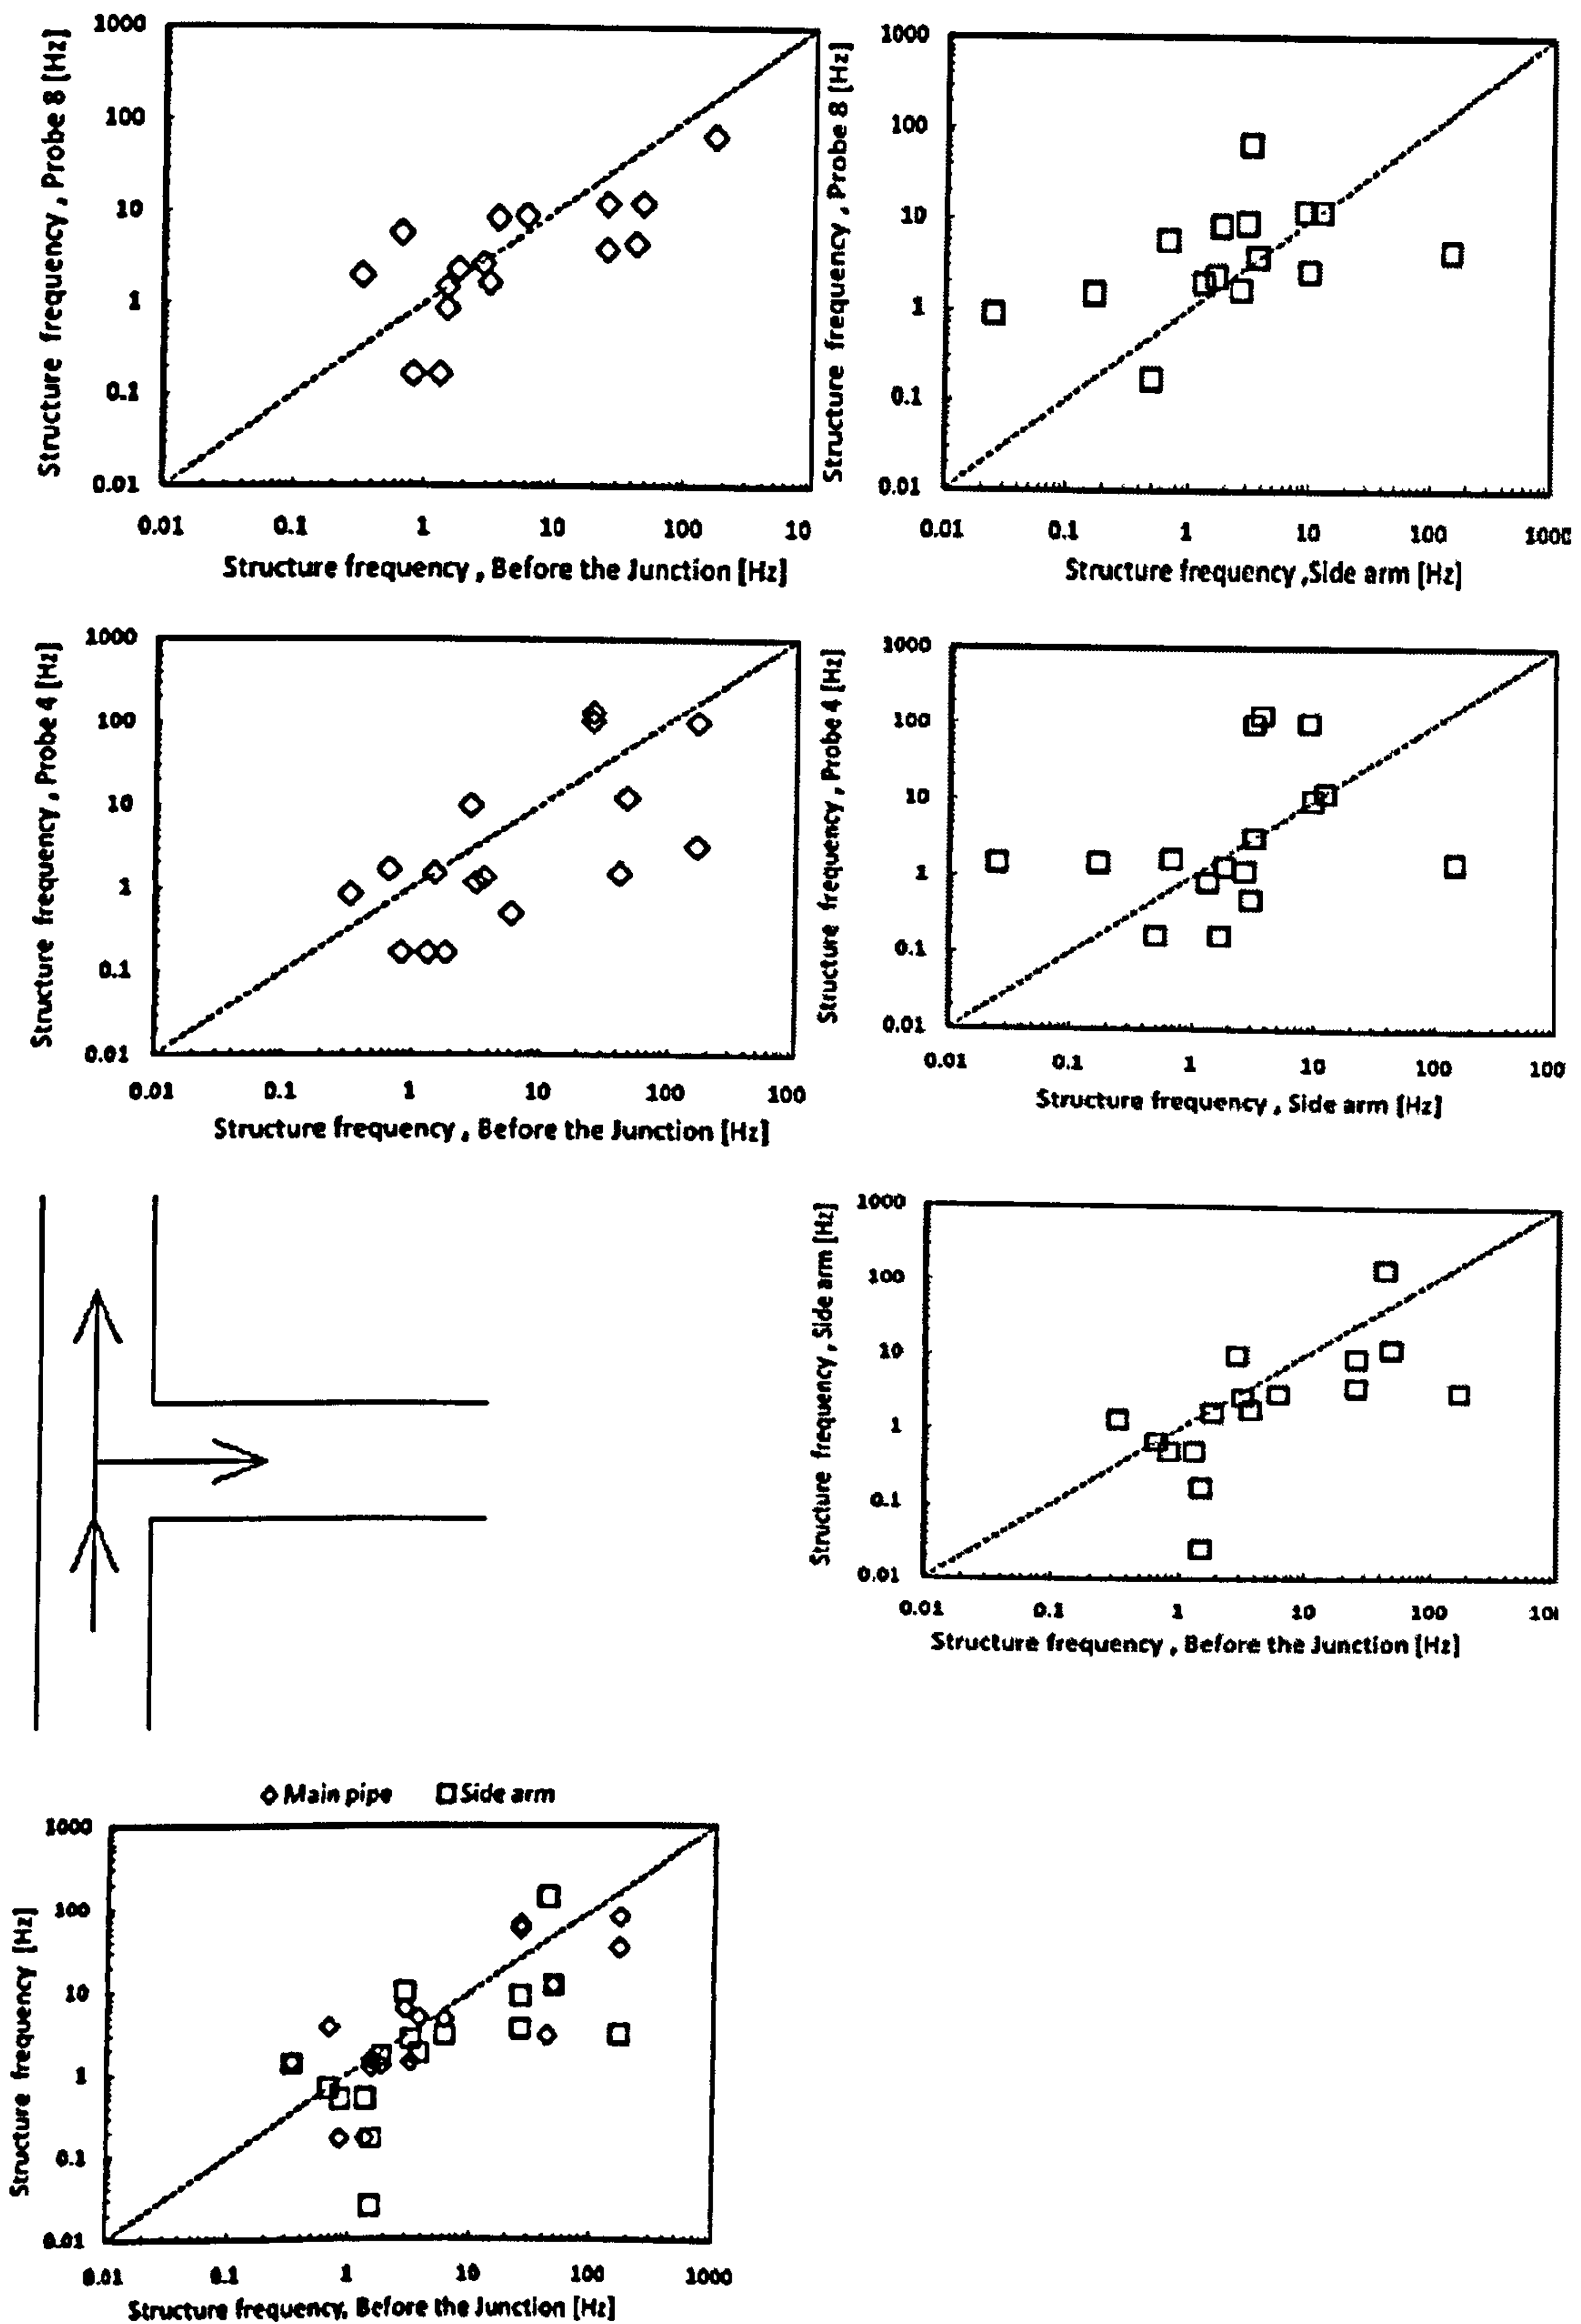 Structure frequency , Probe 8 [Hz]
1000
100
10
1
0.1
0.01
0.01 0.1 1 10 100 10
Structure frequency , Before the Junction [Hz]
Structure frequency , Probe 8 [Hz]
1000
100
10
1
0.1
0.01
0.01 0.1 1 10 100 1000
Structure frequency ,Side arm [Hz]
Structure frequency , Probe 4 [Hz]
1000
100
10
1
0.1
0.01
0.01 0.1 1 10 100 100
Structure frequency , Before the Junction [Hz]
Structure frequency , Probe 4 [Hz]
1000
100
10
1
0.1
0.01
0.01 0.1 1 10 100 100
Structure frequency , Side arm [Hz]
Structure frequency , Side arm [Hz]
1000
100
10
1
0.1
0.01
0.01 0.1 1 10 100 10
Structure frequency , Before the Junction [Hz]
Main pipe Side arm
Structure frequency [Hz]
1000
100
10
1
0.1
0.01
0.01 0.1 1 10 100 1000
Structure frequency, Before the Junction [Hz]